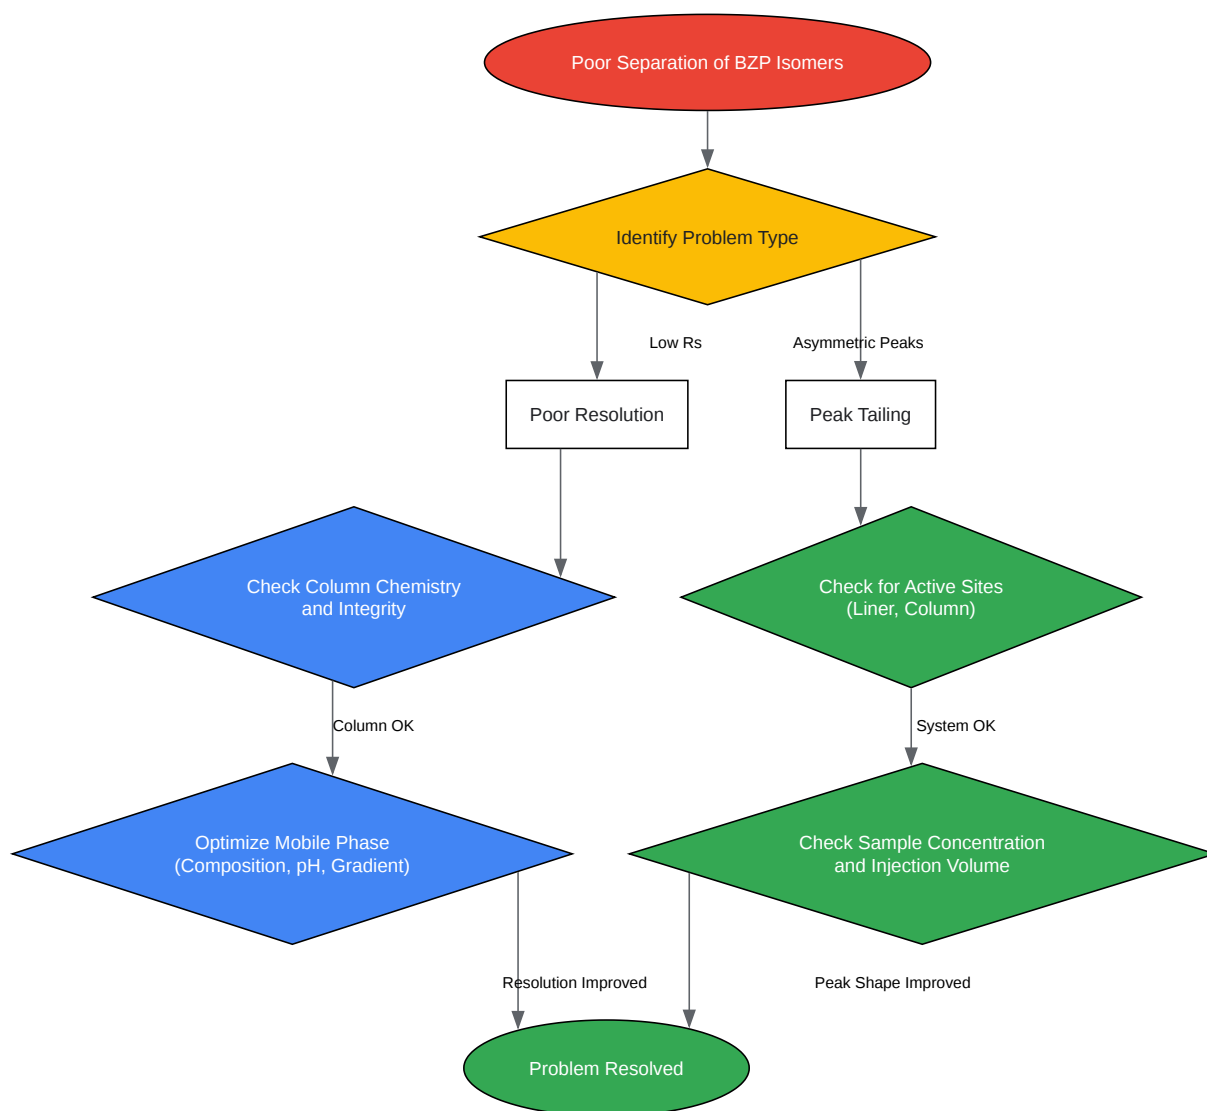 Poor Separation of BZP Isomers
Identify Problem Type
Low Rs
Asymmetric Peaks
Poor Resolution
Peak Tailing
Check Column Chemistry
and Integrity
Check for Active Sites
(Liner, Column)
Column OK
System OK
Optimize Mobile Phase
(Composition, pH, Gradient)
Check Sample Concentration
and Injection Volume
Resolution Improved
Peak Shape Improved
Problem Resolved